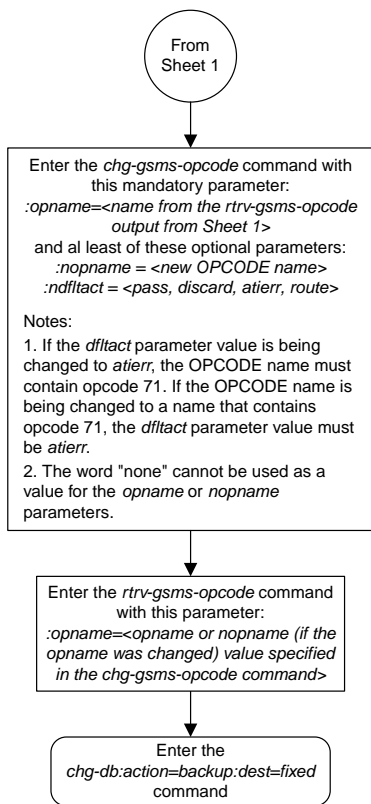 From
Sheet 1
Enter the chg-gsms-opcode command with
this mandatory parameter:
:opname=<name from the rtrv-gsms-opcode
output from Sheet 1>
and al least of these optional parameters:
:nopname = <new OPCODE name>
:ndfltact = <pass, discard, atierr, route>
Notes:
1. If the dfltact parameter value is being
changed to atierr, the OPCODE name must
contain opcode 71. If the OPCODE name is
being changed to a name that contains
opcode 71, the dfltact parameter value must
be atierr.
2. The word "none" cannot be used as a
value for the opname or nopname
parameters.
Enter the rtrv-gsms-opcode command
with this parameter:
:opname=<opname or nopname (if the
opname was changed) value specified
in the chg-gsms-opcode command>
Enter the
chg-db:action=backup:dest=fixed
command